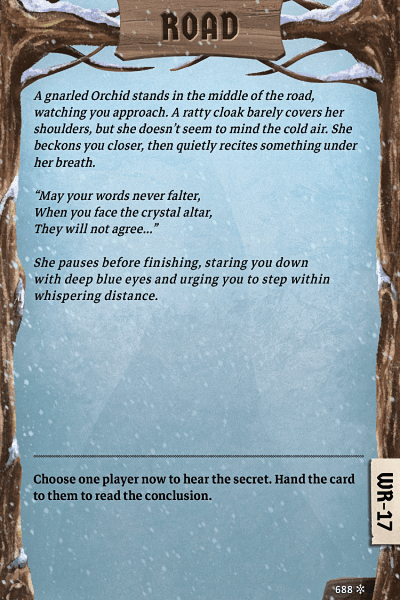 ROAD
A gnarled Orchid stands in the middle of the road,
watching you approach. A ratty cloak barely covers her
shoulders, but she doesn't seem to mind the cold air. She
beckons you closer, then quietly recites something under
her breath.
“May your words never falter,
When you face the crystal altar,
They will not agree...”
She pauses before finishing, staring you down
with deep blue eyes and urging you to step within
whispering distance.
Choose one player now to hear the secret. Hand the card
to them to read the conclusion.
WR-17
688